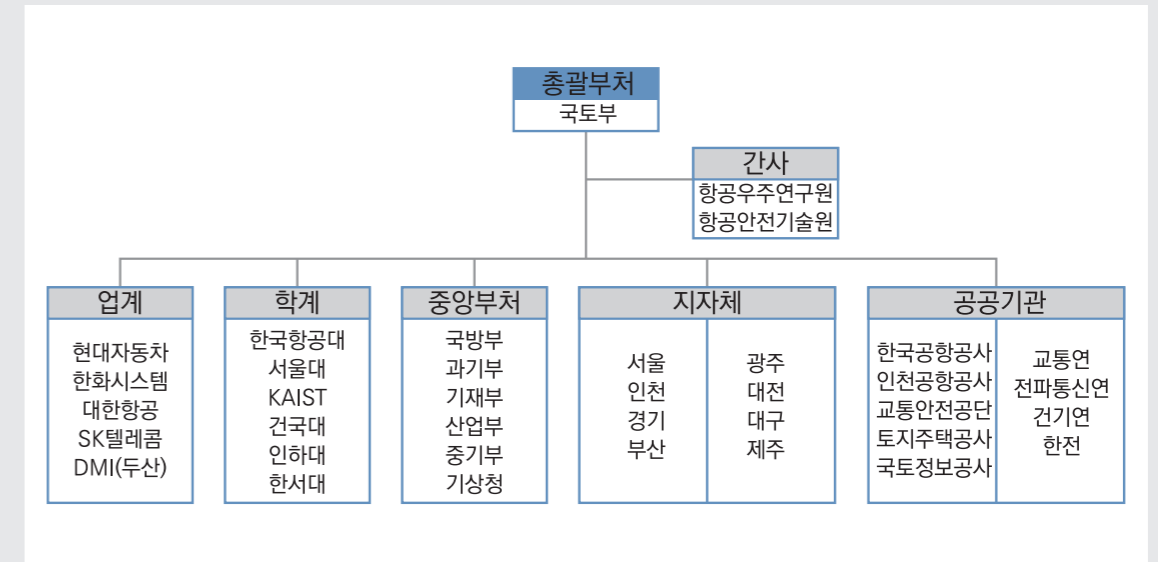 총괄부처
국토부
간사
항공우주연구원
항공안전기술원
업계
현대자동차
한화시스템
대한항공
SK텔레콤
DMI(두산)
학계
한국항공대
서울대
KAIST
건국대
인하대
한서대
중앙부처
국방부
과기부
기재부
산업부
중기부
기상청
지자체
서울
인천
경기
부산
광주
대전
대구
제주
공공기관
한국공항공사
인천공항공사
교통안전공단
토지주택공사
국토정보공사
교통연
전파통신연
건기연
한전